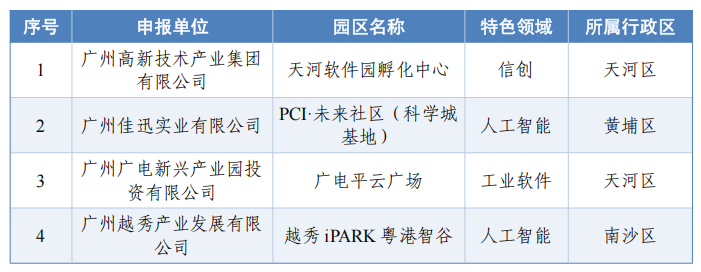 序号 申报单位 园区名称 特色领域 所属行政区
1 广州高新技术产业集团有限公司 天河软件园孵化中心 信创 天河区
2 广州佳迅实业有限公司 PCI·未来社区（科学城基地） 人工智能 黄埔区
3 广州广电新兴产业园投资有限公司 广电平云广场 工业软件 天河区
4 广州越秀产业发展有限公司 越秀 iPARK 粤港智谷 人工智能 南沙区